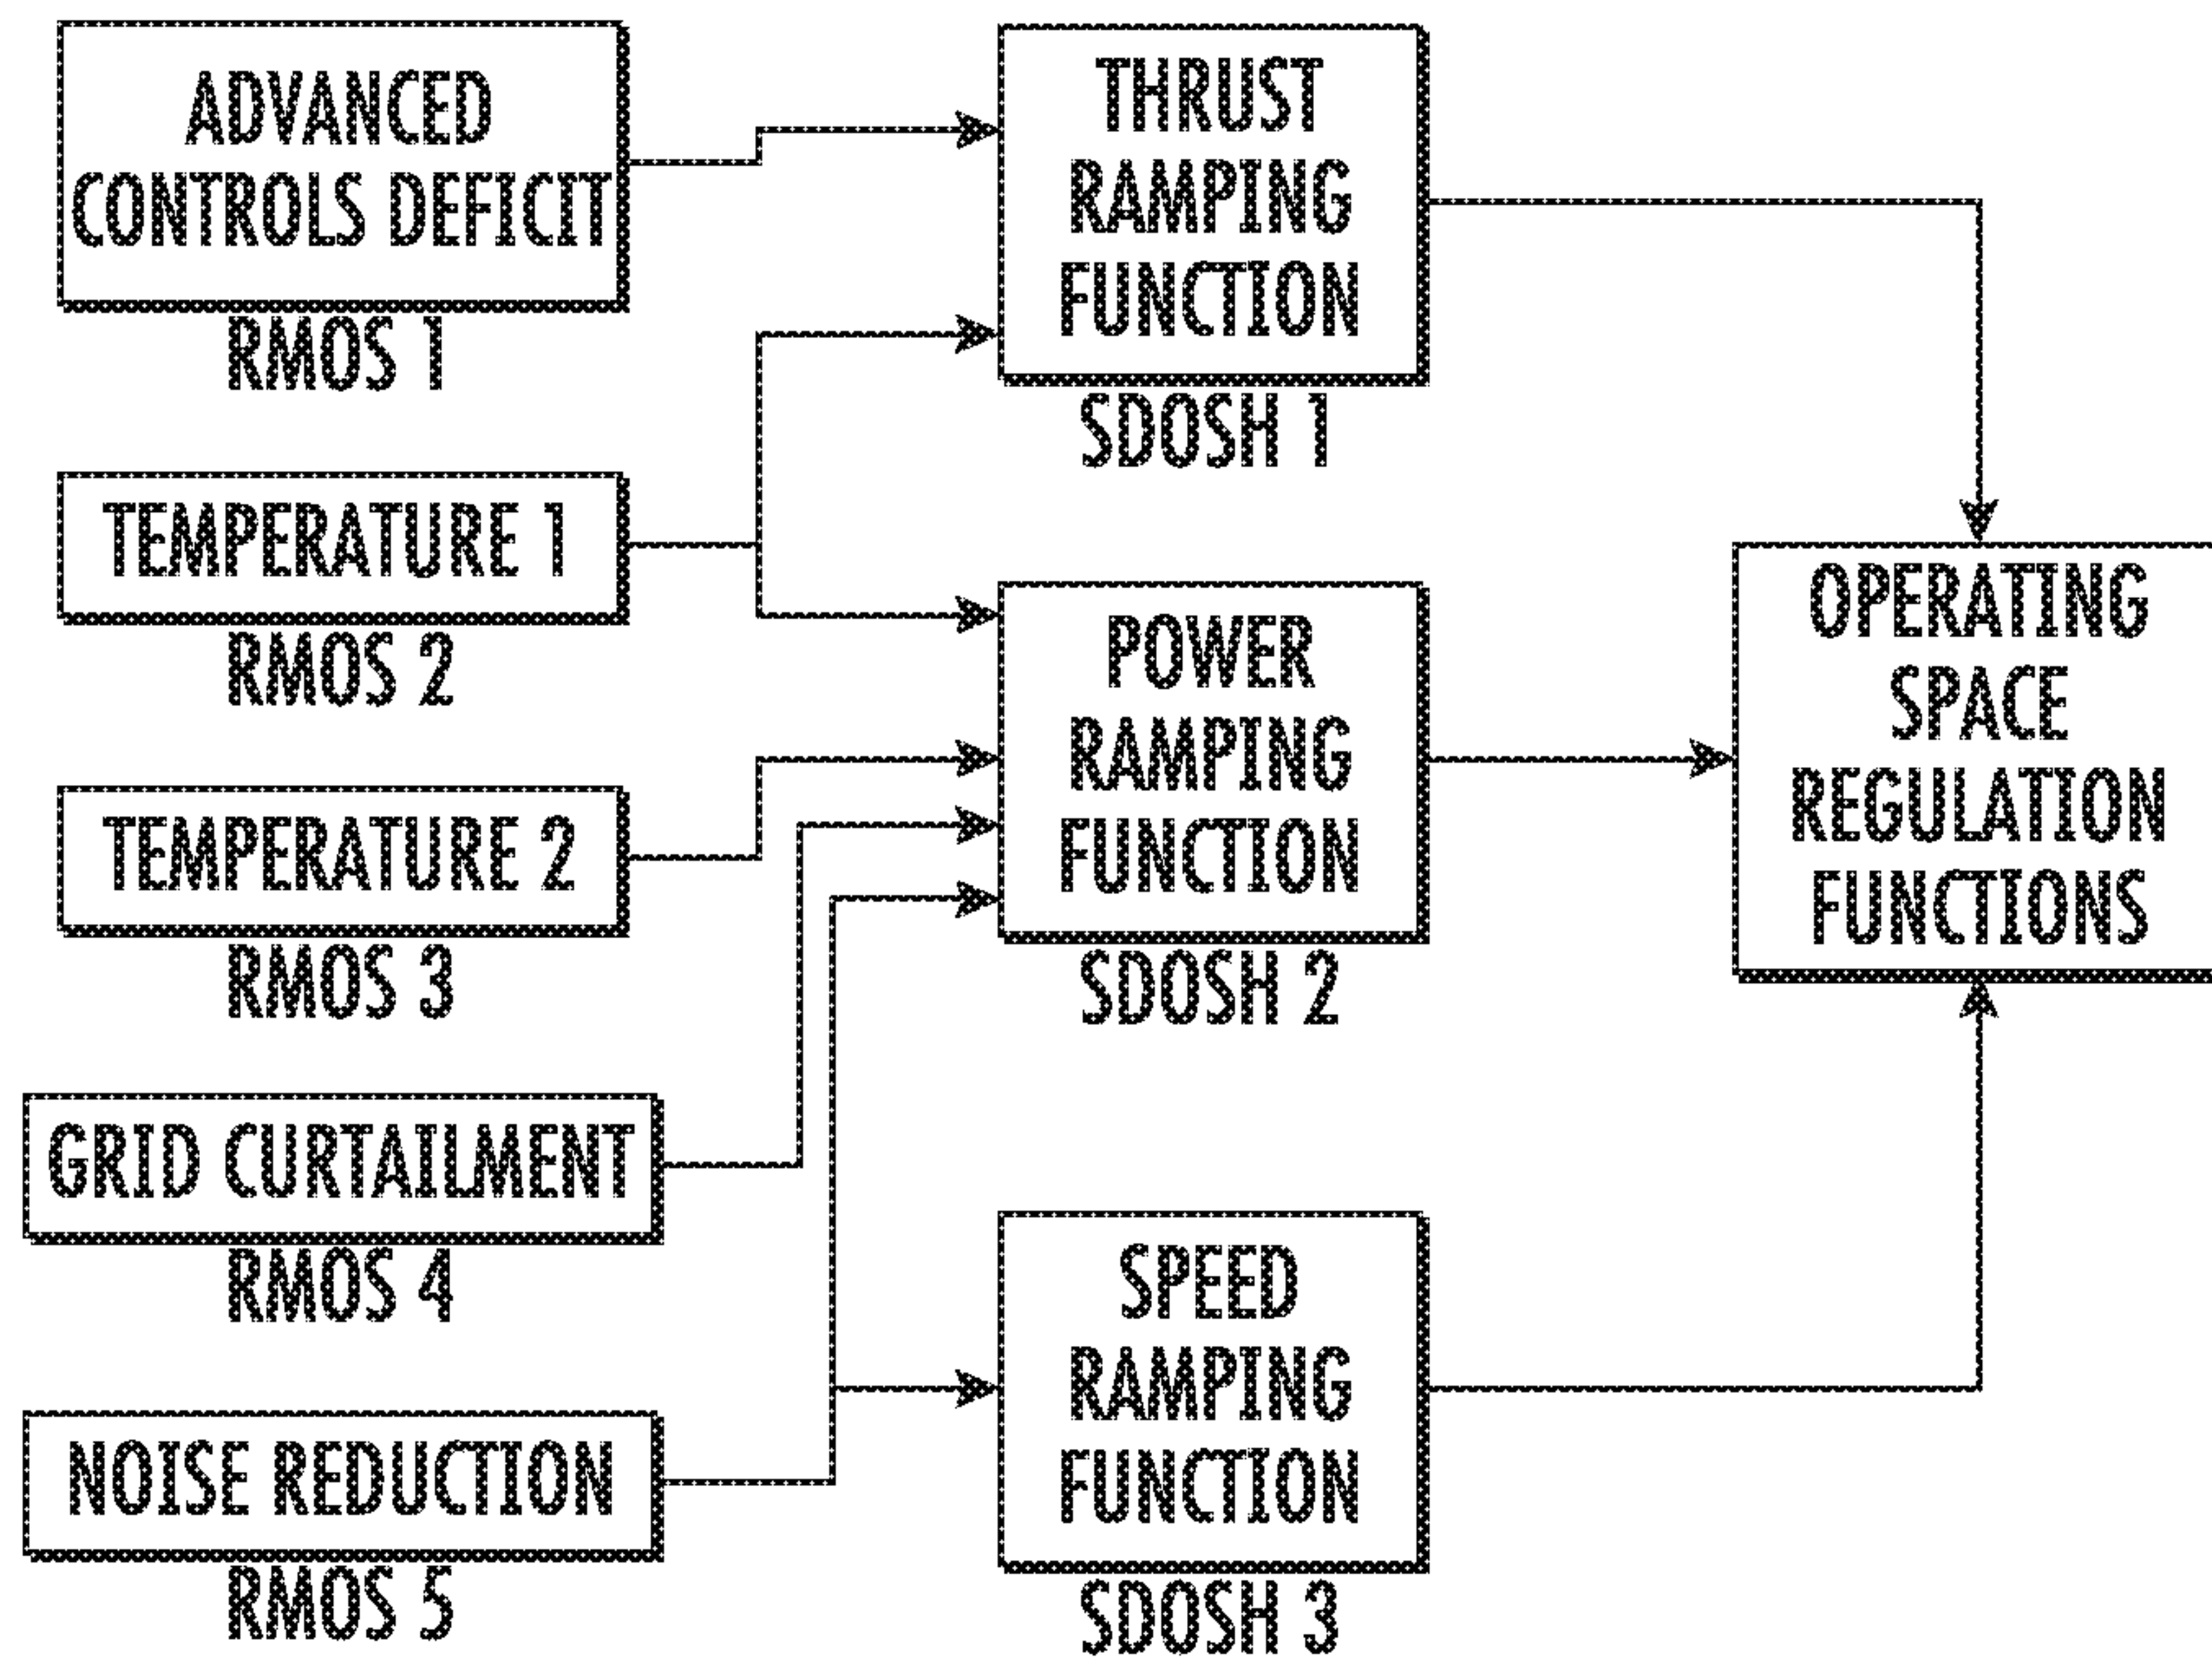 ADVANCED
CONTROLS DEFICIT
RMOS 1
TEMPERATURE 1
RMOS 2
TEMPERATURE 2
RMOS 3
GRID CURTAILMENT
RMOS 4
NOISE REDUCTION
RMOS 5
THRUST
RAMPING
FUNCTION
SDOSH 1
POWER
RAMPING
FUNCTION
SDOSH 2
SPEED
RAMPING
FUNCTION
SDOSH 3
OPERATING
SPACE
REGULATION
FUNCTIONS